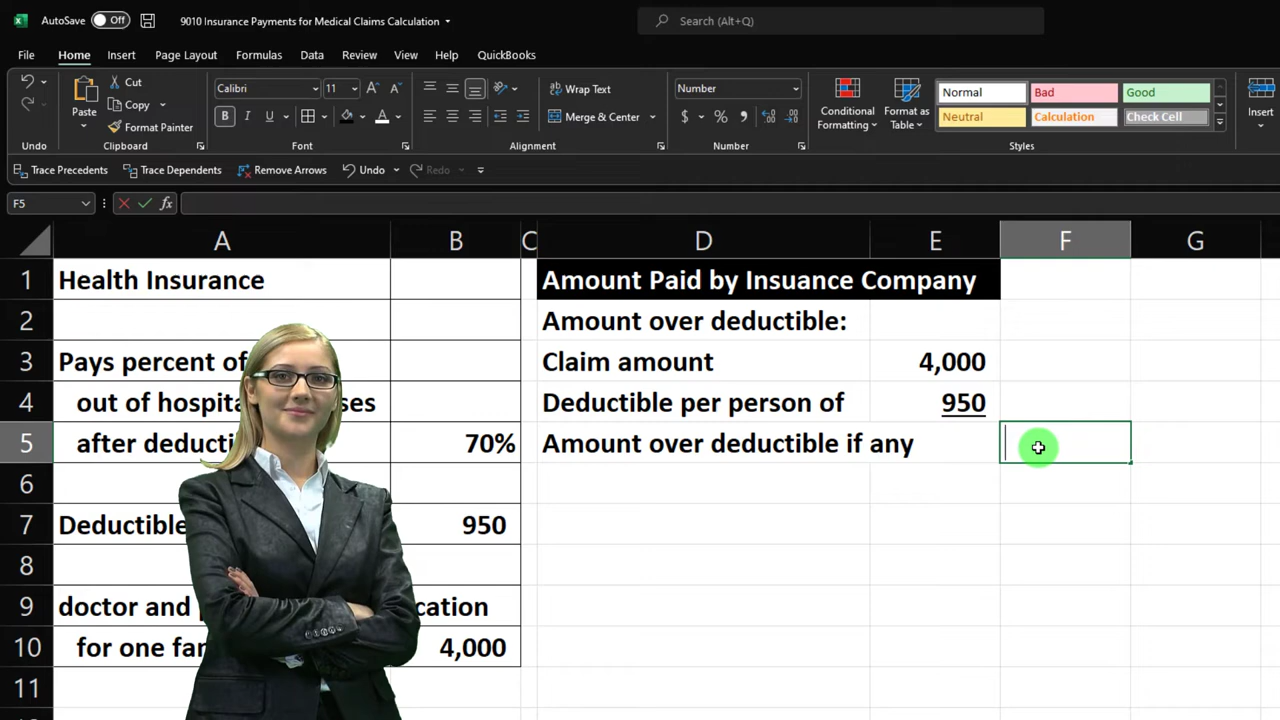 AutoSave Off 9010 Insurance Payments for Medical Claims Calculation Search (Alt+Q)
File Home Insert Page Layout Formulas Data Review View Help QuickBooks
Cut
Copy
Format Painter
Paste
Undo Clipboard
Calibri 11
B I U
Font
Wrap Text
Merge & Center
Alignment
Number
$ % 9
Number
Conditional
Formatting
Format as
Table
Normal Bad Good
Neutral Calculation Check Cell
Styles
Insert
Trace Precedents Trace Dependents Remove Arrows Undo Redo
F5 fx
A B C D E F G
1 Health Insurance Amount Paid by Insuance Company
2 Amount over deductible:
3 Pays percent of Claim amount 4,000
4 out of Deductible per person of 950
5 after 70% Amount over deductible if any
6
7 Deductible 950
8
9 doctor and
10 for one 4,000
11